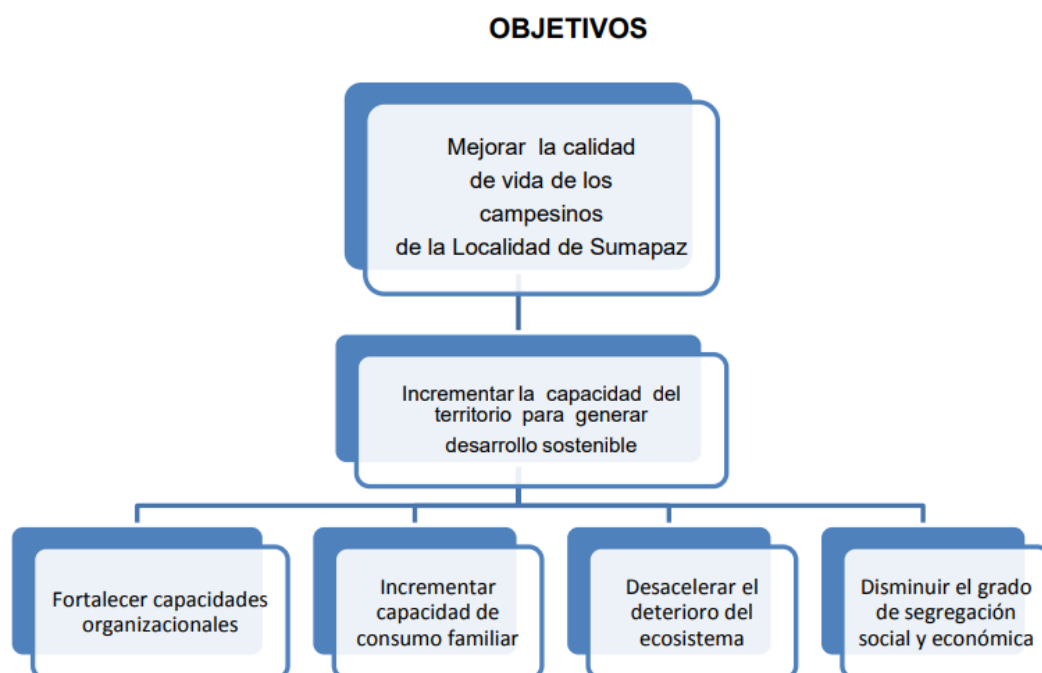 OBJETIVOS
Mejorar la calidad
de vida de los
campesinos
de la Localidad de Sumapaz
Incrementar la capacidad del
territorio para generar
desarrollo sostenible
Fortalecer capacidades
organizacionales
Incrementar
capacidad de
consumo familiar
Desacelerar el
deterioro del
ecosistema
Disminuir el grado
de segregación
social y económica